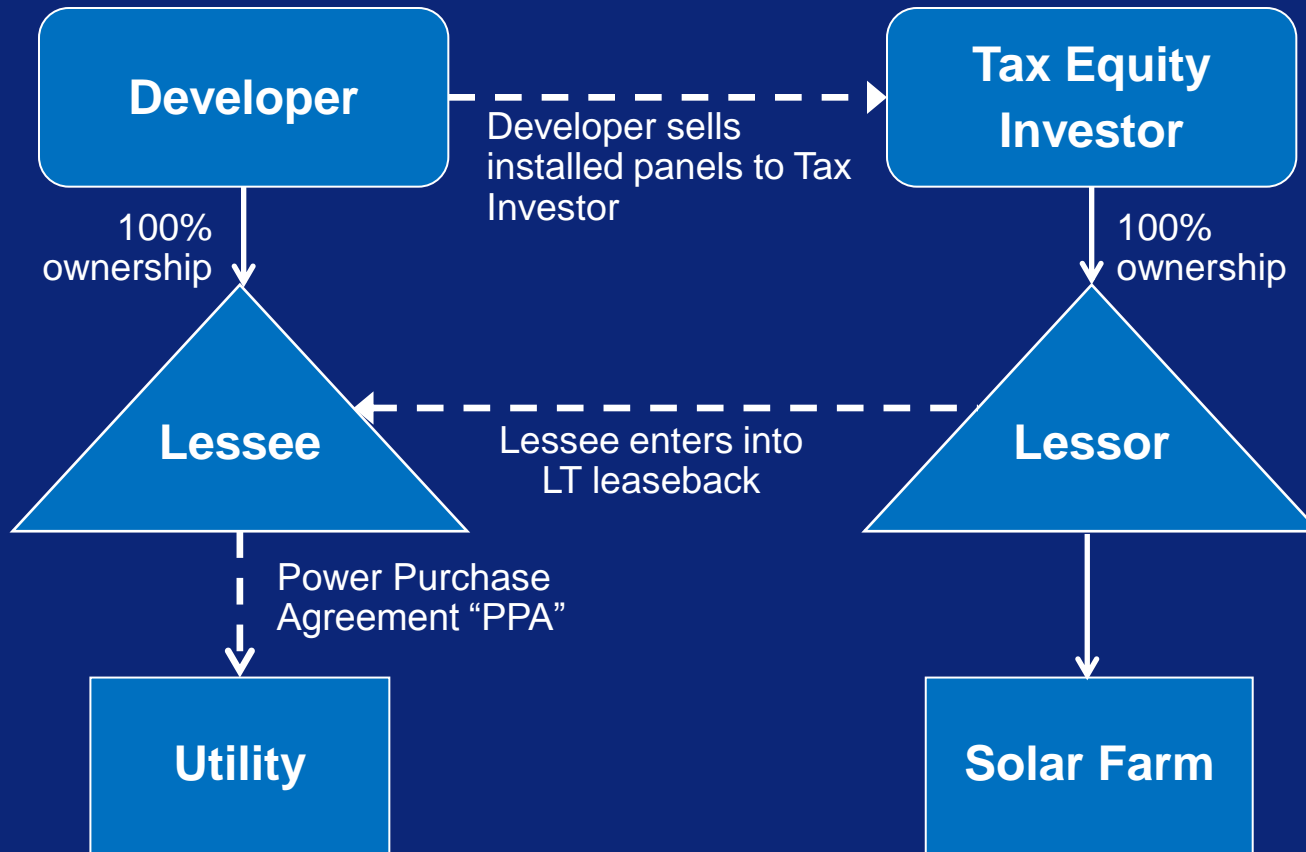 Developer
Developer sells
installed panels to Tax
Investor
Tax Equity
Investor
100%
ownership
100%
ownership
Lessee
Lessee enters into
LT leaseback
Lessor
Power Purchase
Agreement “PPA”
Utility
Solar Farm